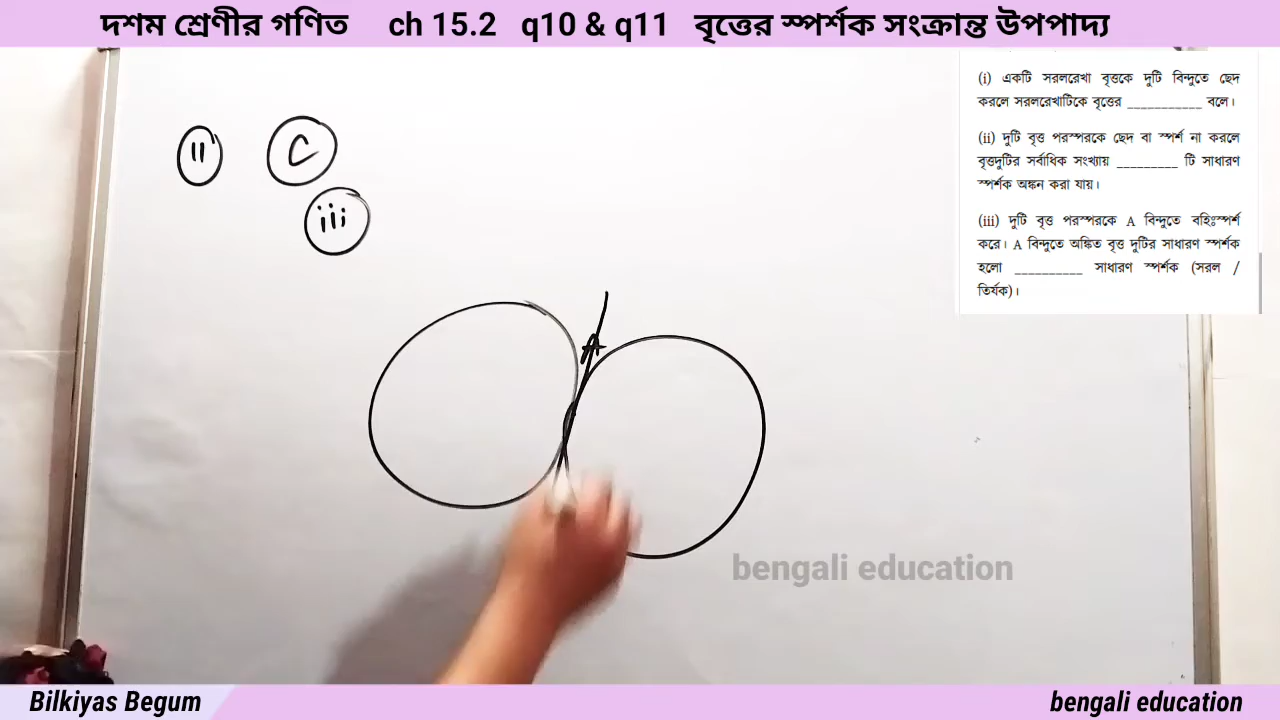 দশম শ্রেণীর গণিত ch 15.2 q10 & q11 বৃত্তের স্পর্শক সংক্রান্ত উপপাদ্য
(i) একটি সরলরেখা বৃত্তকে দুটি বিন্দুতে ছেদ
করলে সরলরেখাটিকে বৃত্তের ___________ বলে।
(ii) দুটি বৃত্ত পরস্পরকে ছেদ বা স্পর্শ না করলে
বৃত্তদুটির সর্বাধিক সংখ্যায় _________ টি সাধারণ
স্পর্শক অঙ্কন করা যায়।
(iii) দুটি বৃত্ত পরস্পরকে A বিন্দুতে বহিঃস্পর্শ
করে। A বিন্দুতে অঙ্কিত বৃত্ত দুটির সাধারণ স্পর্শক
হলো __________ সাধারণ স্পর্শক (সরল /
তির্যক)।
ii C
iii
A
bengali education
Bilkiyas Begum bengali education